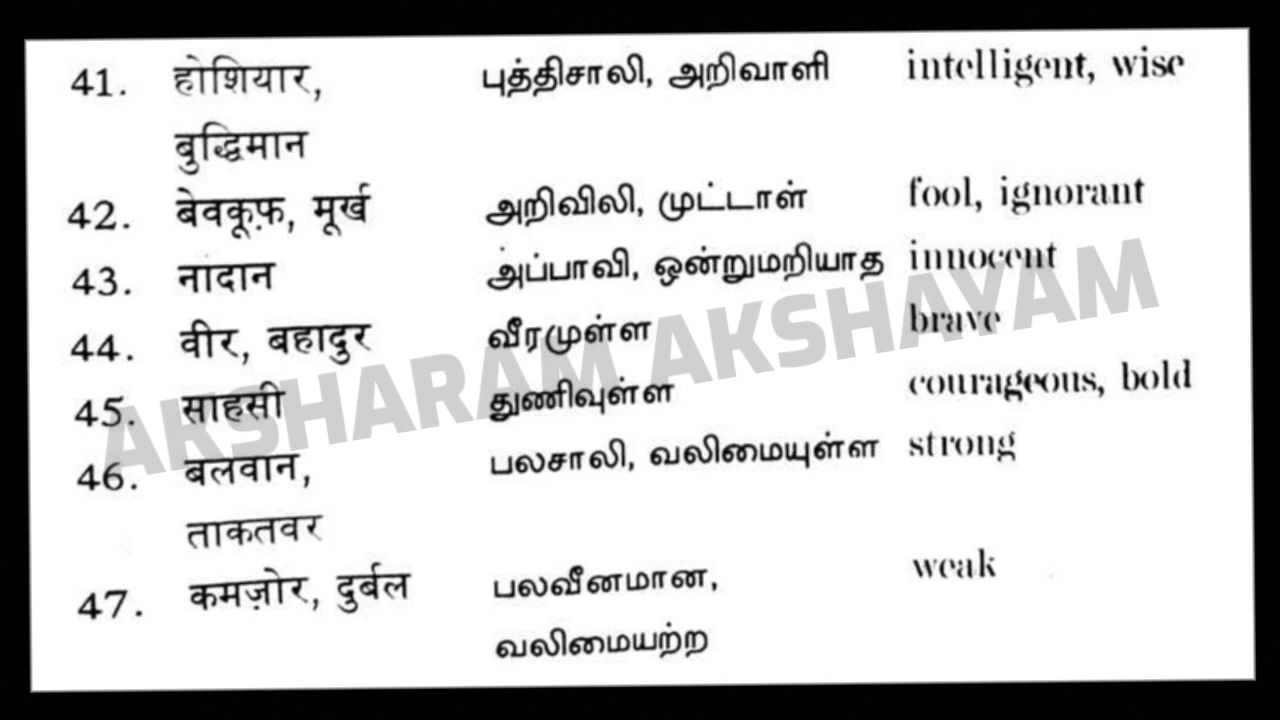 41. होशियार, புத்திசாலி, அறிவாளி intelligent, wise
बुद्धिमान
42. बेवकूफ़, मूर्ख அறிவிலி, முட்டாள் fool, ignorant
43. नादान அப்பாவி, ஒன்றுமறியாத innocent
44. वीर, बहादुर வீரமுள்ள brave
45. साहसी துணிவுள்ள courageous, bold
46. बलवान, பலசாலி, வலிமையுள்ள strong
ताकतवर
47. कमज़ोर, दुर्बल பலவீனமான, weak
வலிமையற்ற
AKSHARAM AKSHAYAM